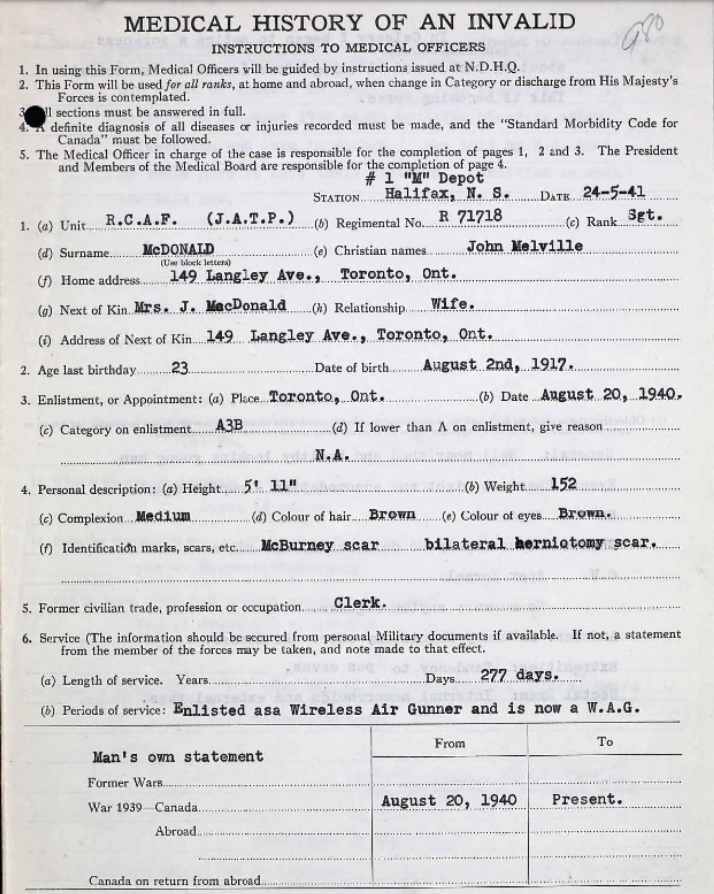 MEDICAL HISTORY OF AN INVALID
INSTRUCTIONS TO MEDICAL OFFICERS
1. In using this Form, Medical Officers will be guided by instructions issued at N.D.H.Q.
2. This Form will be used for all ranks, at home and abroad, when change in Category or discharge from His Majesty's
Forces is contemplated.
3. ll sections must be answered in full.
4. A definite diagnosis of all diseases or injuries recorded must be made, and the "Standard Morbidity Code for
Canada" must be followed.
5. The Medical Officer in charge of the case is responsible for the completion of pages 1, 2 and 3. The President
and Members of the Medical Board are responsible for the completion of page 4.
# 1 "M" Depot
STATION Halifax, N. S. DATE 24-5-41
1. (a) Unit R.C.A.F. (J.A.T.P.) (b) Regimental No. R 71718 (c) Rank Sgt.
(d) Surname McDONALD (e) Christian names John Melville
(Use block letters)
(f) Home address 149 Langley Ave., Toronto, Ont.
(g) Next of Kin Mrs. J. MacDonald (h) Relationship Wife.
(i) Address of Next of Kin 149 Langley Ave., Toronto, Ont.
2. Age last birthday 23 Date of birth August 2nd, 1917.
3. Enlistment, or Appointment: (a) Place Toronto, Ont. (b) Date August 20, 1940.
(c) Category on enlistment A3B (d) If lower than A on enlistment, give reason
N.A.
4. Personal description: (a) Height 5' 11" (b) Weight 152
(c) Complexion Medium (d) Colour of hair Brown (e) Colour of eyes Brown.
(f) Identification marks, scars, etc. McBurney scar bilateral herniotomy scar.
5. Former civilian trade, profession or occupation Clerk.
6. Service (The information should be secured from personal Military documents if available. If not, a statement
from the member of the forces may be taken, and note made to that effect.
(a) Length of service. Years Days 277 days.
(b) Periods of service: Enlisted asa Wireless Air Gunner and is now a W.A.G.
From To
Man's own statement
Former Wars
War 1939—Canada August 20, 1940 Present.
Abroad
Canada on return from abroad